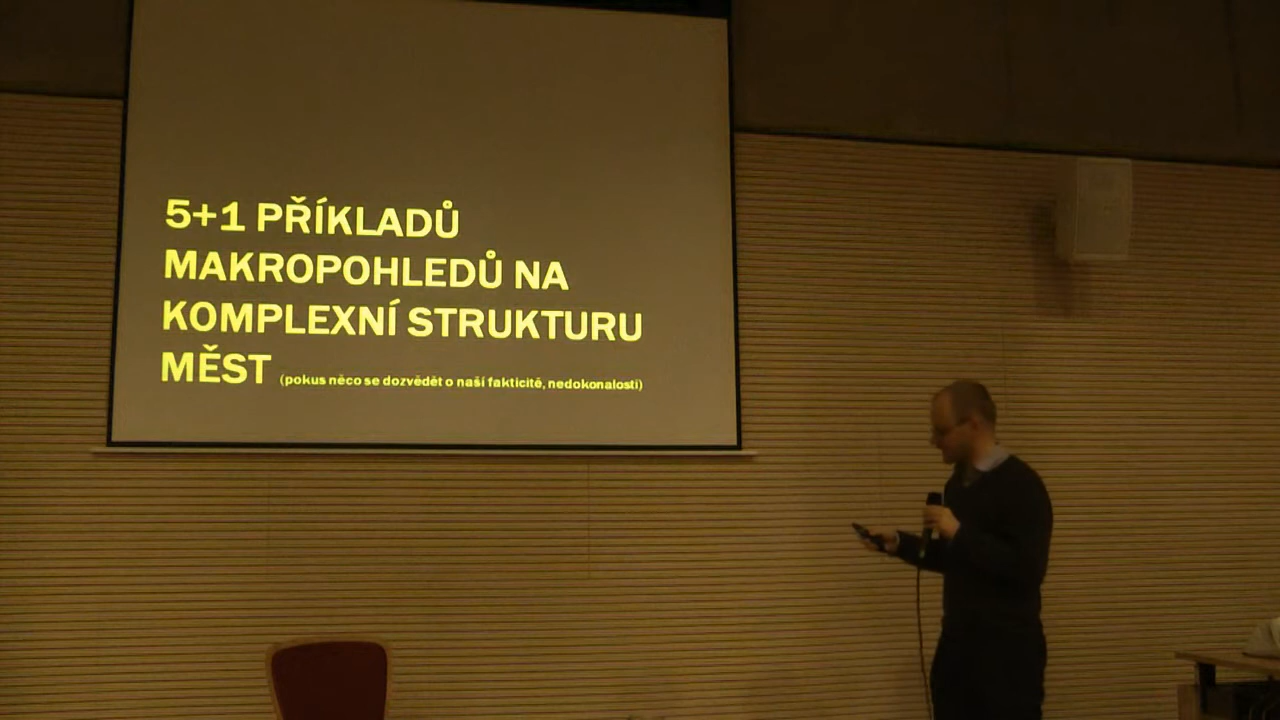 5+1 PŘÍKLADŮ
MAKROPOHLEDŮ NA
KOMPLEXNÍ STRUKTURU
MĚST (pokus něco se dozvědět o naší fakticitě, nedokonalosti)